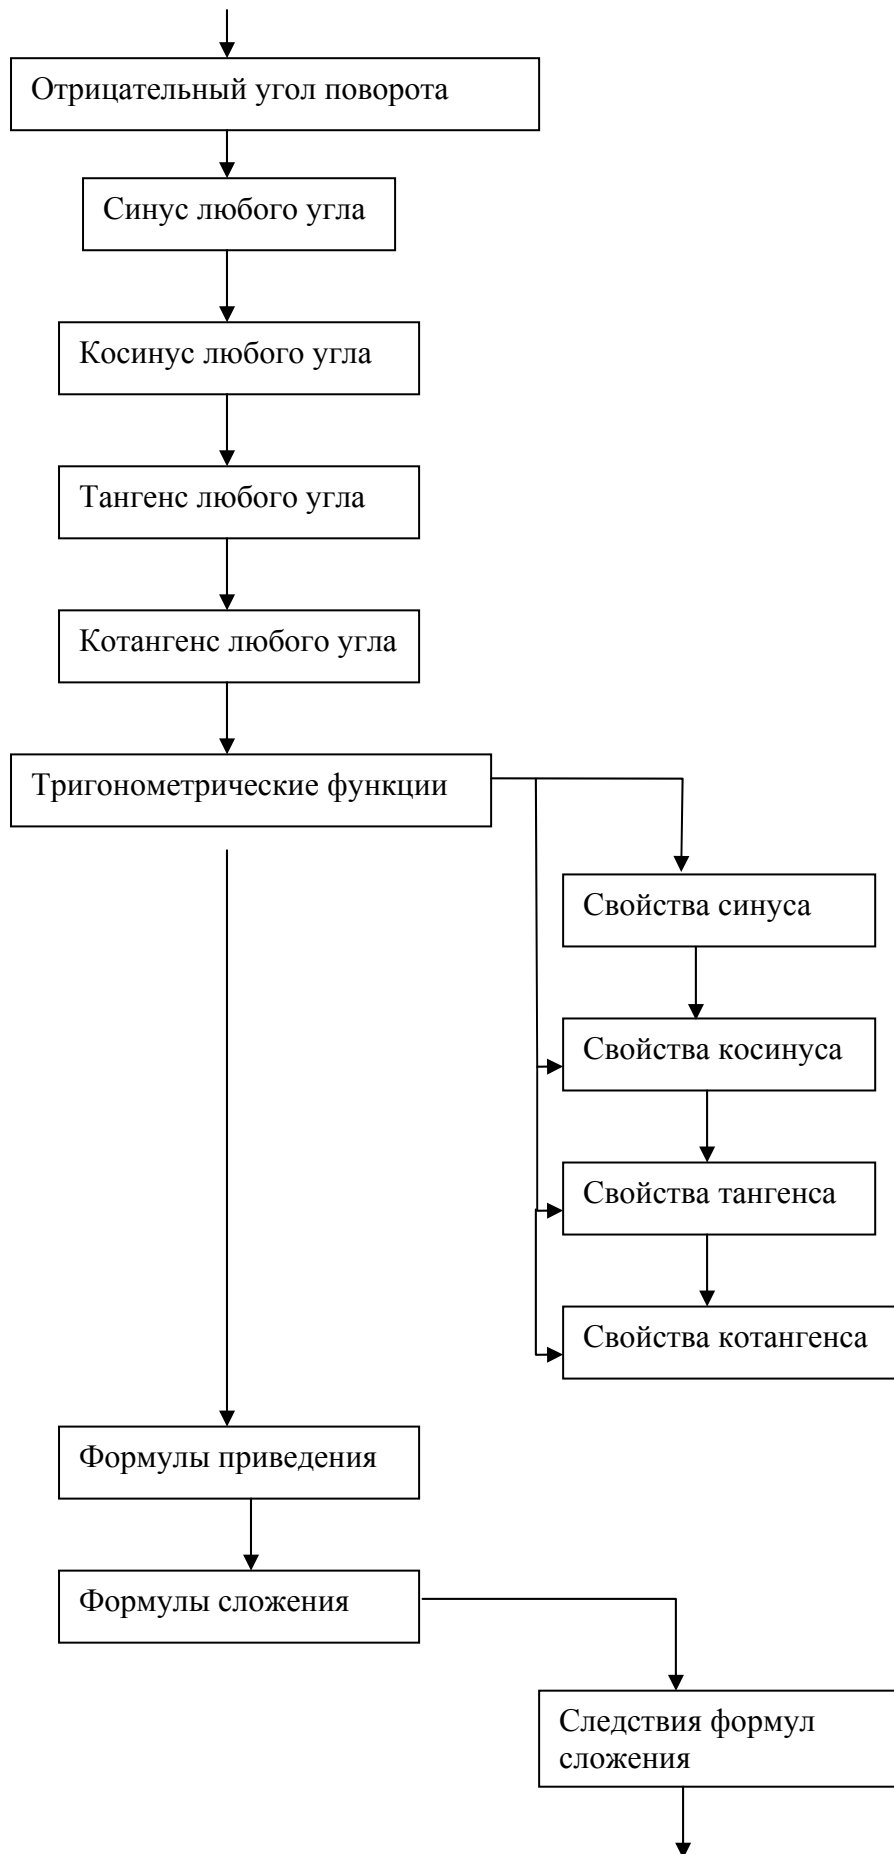 Отрицательный угол поворота
Синус любого угла
Косинус любого угла
Тангенс любого угла
Котангенс любого угла
Тригонометрические функции
Свойства синуса
Свойства косинуса
Свойства тангенса
Свойства котангенса
Формулы приведения
Формулы сложения
Следствия формул
сложения